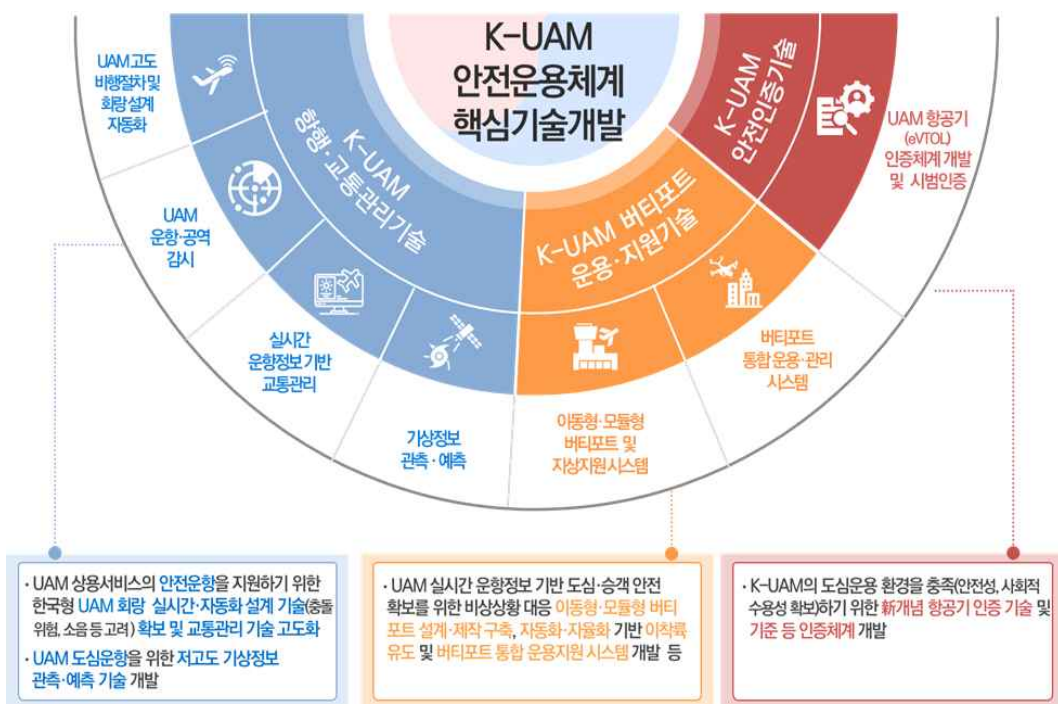 K-UAM
안전운용체계
핵심기술개발
K-UAM
항행·교통관리기술
K-UAM 버티포트
운용·지원기술
K-UAM
안전인증기술
UAM 고도
비행절차 및
회랑 설계
자동화
UAM
운항·공역
감시
실시간
운항정보 기반
교통관리
기상정보
관측·예측
이동형·모듈형
버티포트 및
지상지원시스템
버티포트
통합 운용·관리
시스템
UAM 항공기
(eVTOL)
인증체계 개발
및 시범인증
· UAM 상용서비스의 안전운항을 지원하기 위한
한국형 UAM 회랑 실시간·자동화 설계 기술(충돌
위험, 소음 등 고려) 확보 및 교통관리 기술 고도화
· UAM 도심운항을 위한 저고도 기상정보
관측·예측 기술 개발
· UAM 실시간 운항정보 기반 도심·승객 안전
확보를 위한 비상상황 대응 이동형·모듈형 버티
포트 설계·제작 구축, 자동화·자율화 기반 이착륙
유도 및 버티포트 통합 운용지원 시스템 개발 등
· K-UAM의 도심운용 환경을 충족(안전성, 사회적
수용성 확보)하기 위한 新개념 항공기 인증 기술 및
기준 등 인증체계 개발